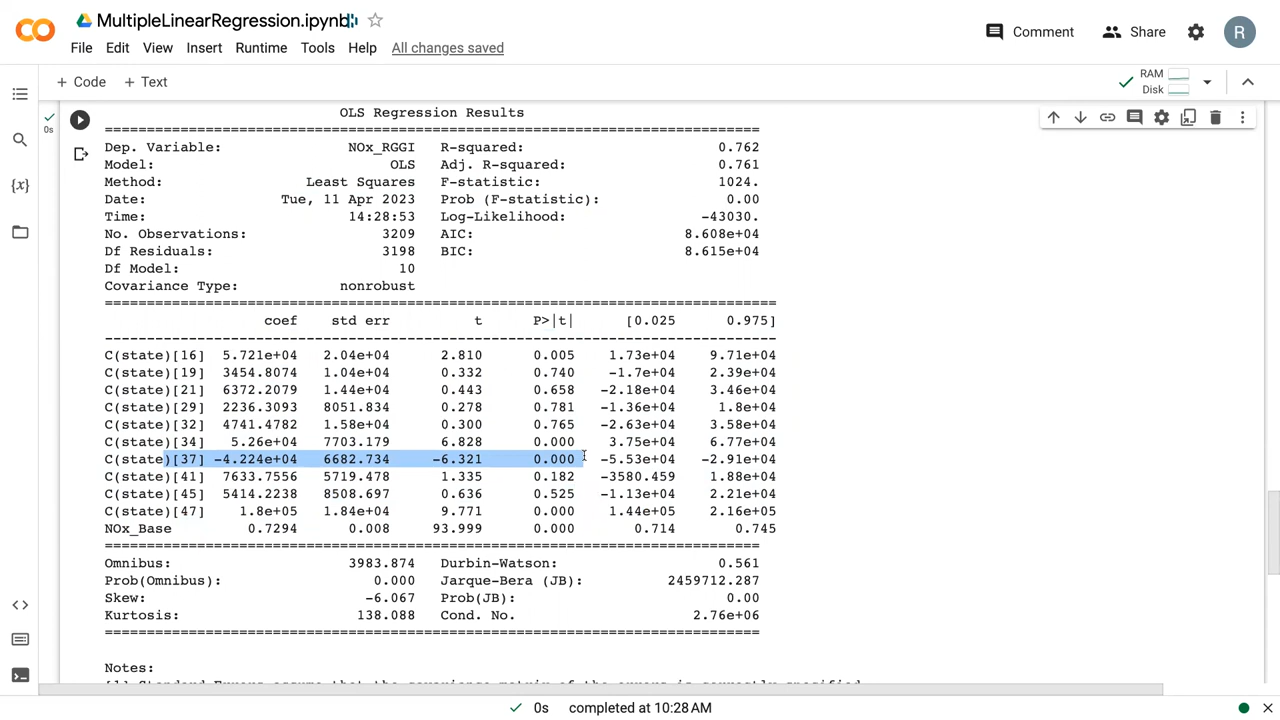 MultipleLinearRegression.ipynb
File Edit View Insert Runtime Tools Help All changes saved
Comment Share R
+ Code + Text
RAM
Disk
0s
OLS Regression Results
==============================================================================
Dep. Variable: NOx_RGGI R-squared: 0.762
Model: OLS Adj. R-squared: 0.761
Method: Least Squares F-statistic: 1024.
Date: Tue, 11 Apr 2023 Prob (F-statistic): 0.00
Time: 14:28:53 Log-Likelihood: -43030.
No. Observations: 3209 AIC: 8.608e+04
Df Residuals: 3198 BIC: 8.615e+04
Df Model: 10
Covariance Type: nonrobust
================================================================================
coef std err t P>|t| [0.025 0.975]
--------------------------------------------------------------------------------
C(state)[16] 5.721e+04 2.04e+04 2.810 0.005 1.73e+04 9.71e+04
C(state)[19] 3454.8074 1.04e+04 0.332 0.740 -1.7e+04 2.39e+04
C(state)[21] 6372.2079 1.44e+04 0.443 0.658 -2.18e+04 3.46e+04
C(state)[29] 2236.3093 8051.834 0.278 0.781 -1.36e+04 1.8e+04
C(state)[32] 4741.4782 1.58e+04 0.300 0.765 -2.63e+04 3.58e+04
C(state)[34] 5.26e+04 7703.179 6.828 0.000 3.75e+04 6.77e+04
C(state)[37] -4.224e+04 6682.734 -6.321 0.000 -5.53e+04 -2.91e+04
C(state)[41] 7633.7556 5719.478 1.335 0.182 -3580.459 1.88e+04
C(state)[45] 5414.2238 8508.697 0.636 0.525 -1.13e+04 2.21e+04
C(state)[47] 1.8e+05 1.84e+04 9.771 0.000 1.44e+05 2.16e+05
NOx_Base 0.7294 0.008 93.999 0.000 0.714 0.745
==============================================================================
Omnibus: 3983.874 Durbin-Watson: 0.561
Prob(Omnibus): 0.000 Jarque-Bera (JB): 2459712.287
Skew: -6.067 Prob(JB): 0.00
Kurtosis: 138.088 Cond. No. 2.76e+06
==============================================================================
Notes:
[1] Standard Errors assume that the covariance matrix of the errors is correctly specified.
0s completed at 10:28 AM